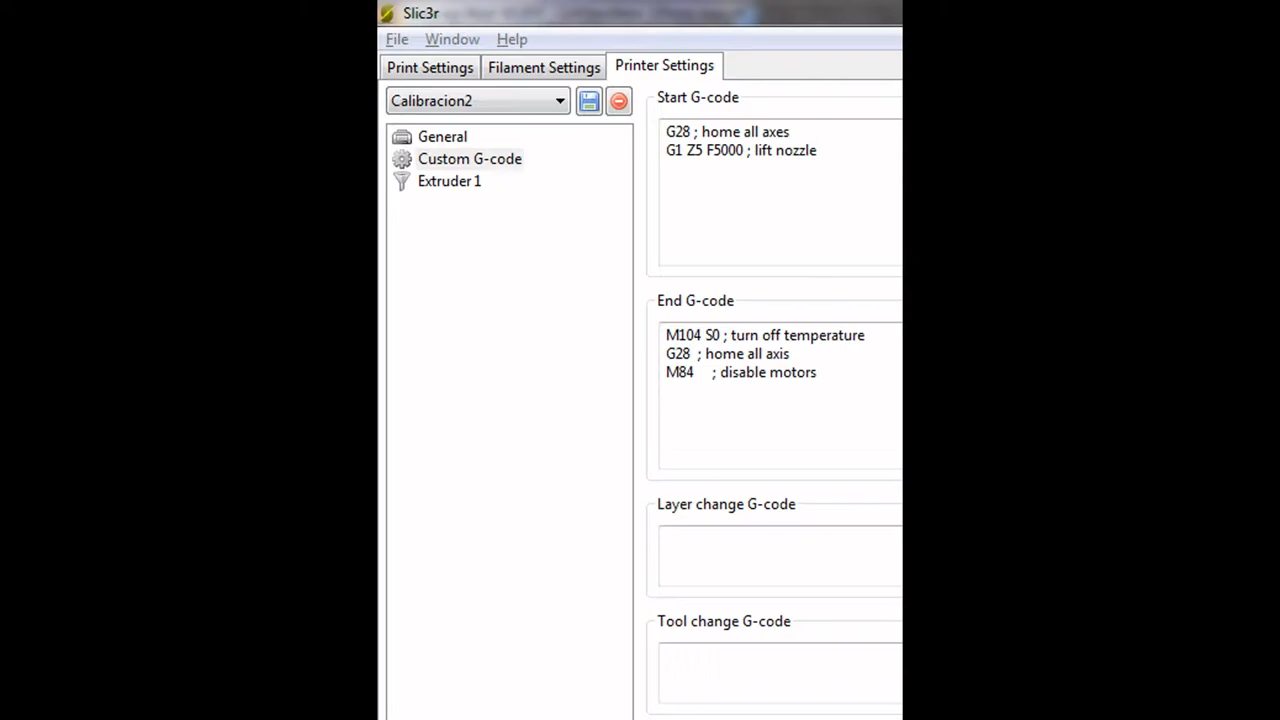 Slic3r
File Window Help
Print Settings Filament Settings Printer Settings
Calibracion2
General
Custom G-code
Extruder 1
Start G-code
G28 ; home all axes
G1 Z5 F5000 ; lift nozzle
End G-code
M104 S0 ; turn off temperature
G28 ; home all axis
M84 ; disable motors
Layer change G-code
Tool change G-code